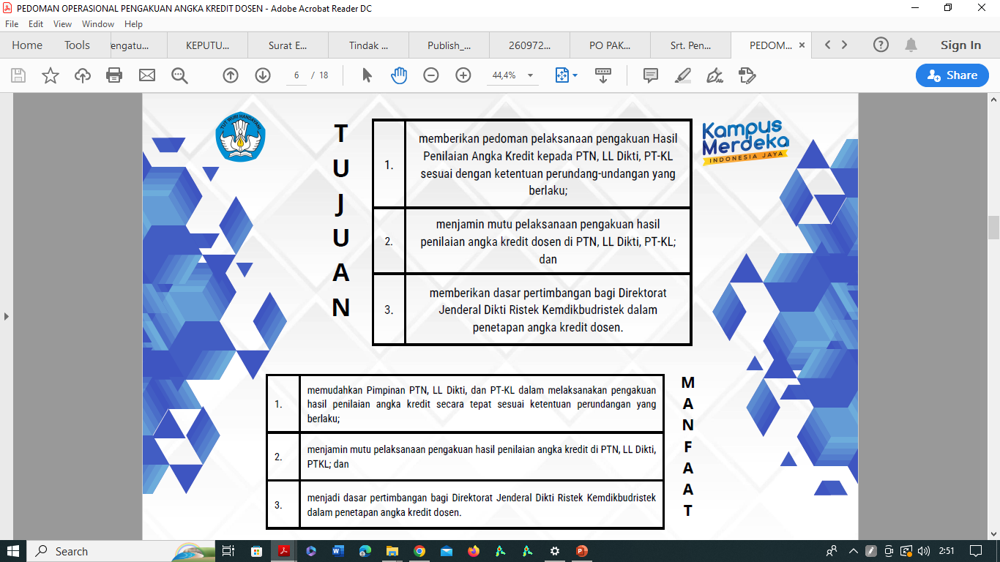 PEDOMAN OPERASIONAL PENGAKUAN ANGKA KREDIT DOSEN - Adobe Acrobat Reader DC
File Edit View Window Help
Home Tools engatu... KEPUTU... Surat E... Tindak ... Publish_... 260972... PO PAK... Srt. Pen... PEDOM... Sign In
6 / 18 44,4% Share
TUT WURI HANDAYANI
T
U
J
U
A
N
1.
memberikan pedoman pelaksanaan pengakuan Hasil
Penilaian Angka Kredit kepada PTN, LL Dikti, PT-KL
sesuai dengan ketentuan perundang-undangan yang
berlaku;
2.
menjamin mutu pelaksanaan pengakuan hasil
penilaian angka kredit dosen di PTN, LL Dikti, PT-KL;
dan
3.
memberikan dasar pertimbangan bagi Direktorat
Jenderal Dikti Ristek Kemdikbudristek dalam
penetapan angka kredit dosen.
Kampus
Merdeka
INDONESIA JAYA
1.
memudahkan Pimpinan PTN, LL Dikti, dan PT-KL dalam melaksanakan pengakuan
hasil penilaian angka kredit secara tepat sesuai ketentuan perundangan yang
berlaku;
2.
menjamin mutu pelaksanaan pengakuan hasil penilaian angka kredit di PTN, LL Dikti,
PTKL; dan
3.
menjadi dasar pertimbangan bagi Direktorat Jenderal Dikti Ristek Kemdikbudristek
dalam penetapan angka kredit dosen.
M
A
N
F
A
A
T
Search
2:51